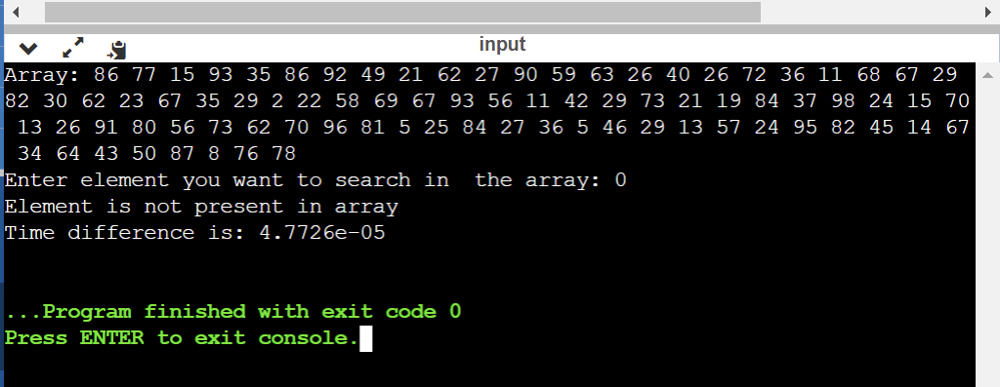 input
Array: 86 77 15 93 35 86 92 49 21 62 27 90 59 63 26 40 26 72 36 11 68 67 29
82 30 62 23 67 35 29 2 22 58 69 67 93 56 11 42 29 73 21 19 84 37 98 24 15 70
13 26 91 80 56 73 62 70 96 81 5 25 84 27 36 5 46 29 13 57 24 95 82 45 14 67
34 64 43 50 87 8 76 78
Enter element you want to search in  the array: 0
Element is not present in array
Time difference is: 4.7726e-05
...Program finished with exit code 0
Press ENTER to exit console.